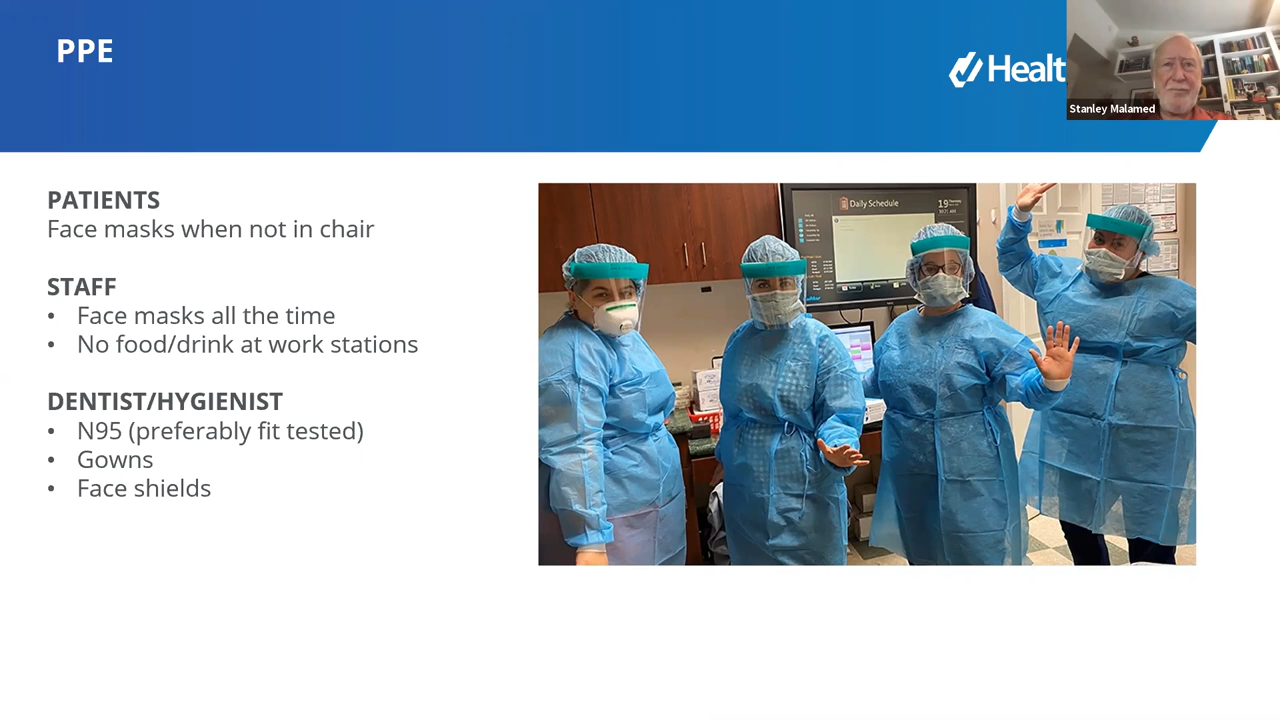 PPE
Healt
Stanley Malamed
PATIENTS
Face masks when not in chair
STAFF
• Face masks all the time
• No food/drink at work stations
DENTIST/HYGIENIST
• N95 (preferably fit tested)
• Gowns
• Face shields
Daily Schedule
19